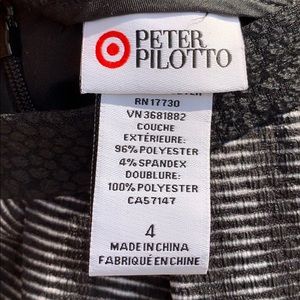 PETER
PILOTTO
RN 17730
VN 3681882
COUCHE
EXTÉRIEURE:
96% POLYESTER
4% SPANDEX
DOUBLURE:
100% POLYESTER
CA57147
4
MADE IN CHINA
FABRIQUÉ EN CHINE